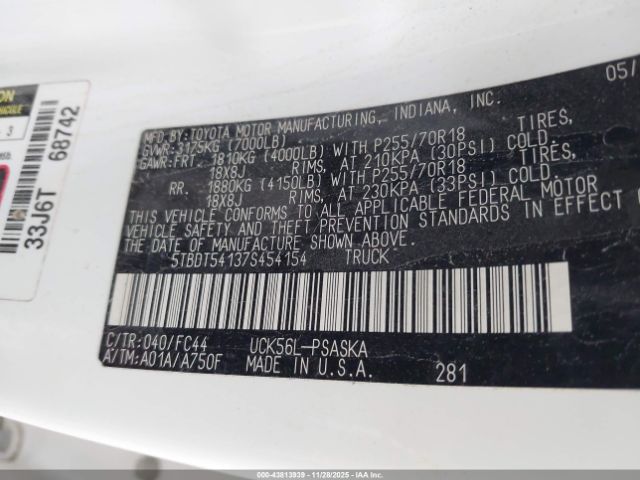 ON
VEHICLE
- 3
33J6T 68742
05/
MFD.BY:TOYOTA MOTOR MANUFACTURING, INDIANA, INC.
GVWR:3175KG (7000LB)
GAWR:FRT. 1810KG (4000LB) WITH P255/70R18 TIRES,
18X8J RIMS, AT 210KPA (30PSI) COLD.
RR. 1880KG (4150LB) WITH P255/70R18 TIRES,
18X8J RIMS, AT 230KPA (33PSI) COLD.
THIS VEHICLE CONFORMS TO ALL APPLICABLE FEDERAL MOTOR
VEHICLE SAFETY AND THEFT PREVENTION STANDARDS IN EFFECT
THE DATE OF MANUFACTURE SHOWN ABOVE.
5TBDT54137S454154 TRUCK
C/TR:040/FC44 UCK56L-PSASKA
A/TM:A01A/A750F MADE IN U.S.A. 281
000-43813939 | 11/28/2025 - COPART